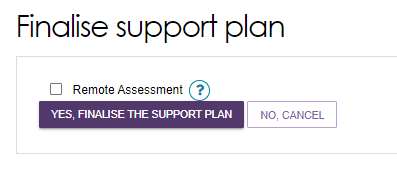 Finalise support plan
Remote Assessment ?
YES, FINALISE THE SUPPORT PLAN NO, CANCEL